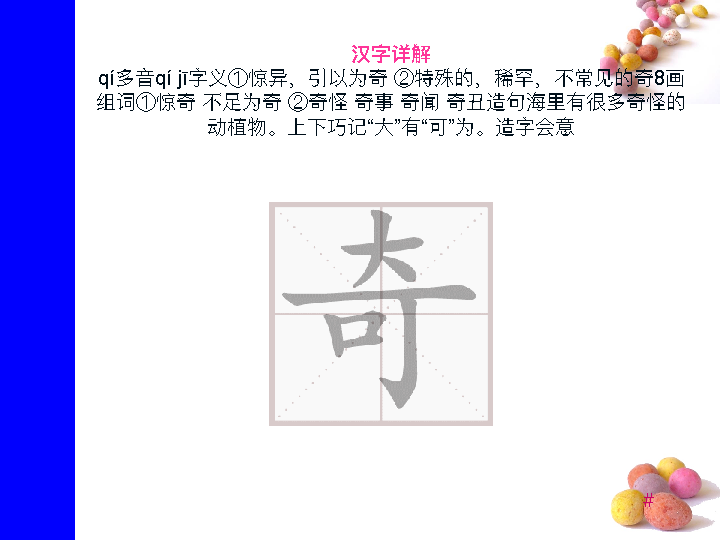 汉字详解
qí多音qí jī字义①惊异，引以为奇 ②特殊的，稀罕，不常见的奇8画
组词①惊奇 不足为奇 ②奇怪 奇事 奇闻 奇丑造句海里有很多奇怪的
动植物。上下巧记“大”有“可”为。造字会意
奇
#